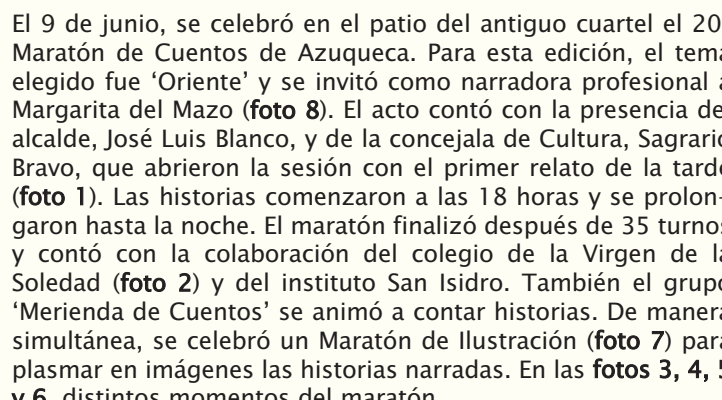 El 9 de junio, se celebró en el patio del antiguo cuartel el 20
Maratón de Cuentos de Azuqueca. Para esta edición, el tema
elegido fue ‘Oriente’ y se invitó como narradora profesional a
Margarita del Mazo (foto 8). El acto contó con la presencia de
alcalde, José Luis Blanco, y de la concejala de Cultura, Sagrario
Bravo, que abrieron la sesión con el primer relato de la tarde
(foto 1). Las historias comenzaron a las 18 horas y se prolon-
garon hasta la noche. El maratón finalizó después de 35 turnos
y contó con la colaboración del colegio de la Virgen de la
Soledad (foto 2) y del instituto San Isidro. También el grupo
‘Merienda de Cuentos’ se animó a contar historias. De manera
simultánea, se celebró un Maratón de Ilustración (foto 7) para
plasmar en imágenes las historias narradas. En las fotos 3, 4, 5
y 6, distintos momentos del maratón.